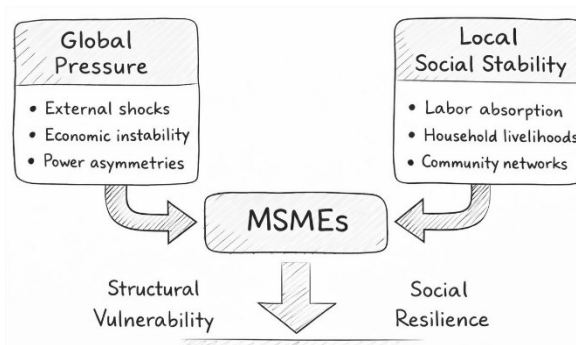 Global
Pressure
• External shocks
• Economic instability
• Power asymmetries
Local
Social Stability
• Labor absorption
• Household livelihoods
• Community networks
MSMEs
Structural
Vulnerability
Social
Resilience